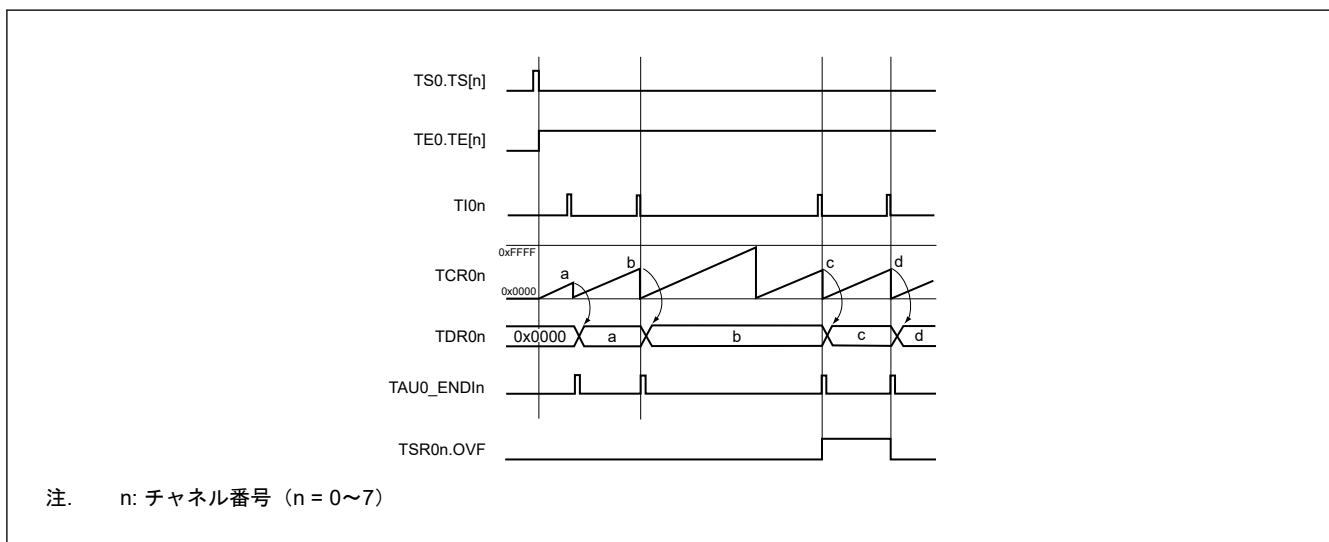 TS0.TS[n]
TE0.TE[n]
TI0n
0xFFFF
TCR0n
0x0000
a
b
c
d
TDR0n
0x0000
a
b
c
d
TAU0_ENDIn
TSR0n.OVF
注. n: チャネル番号（n = 0～7）